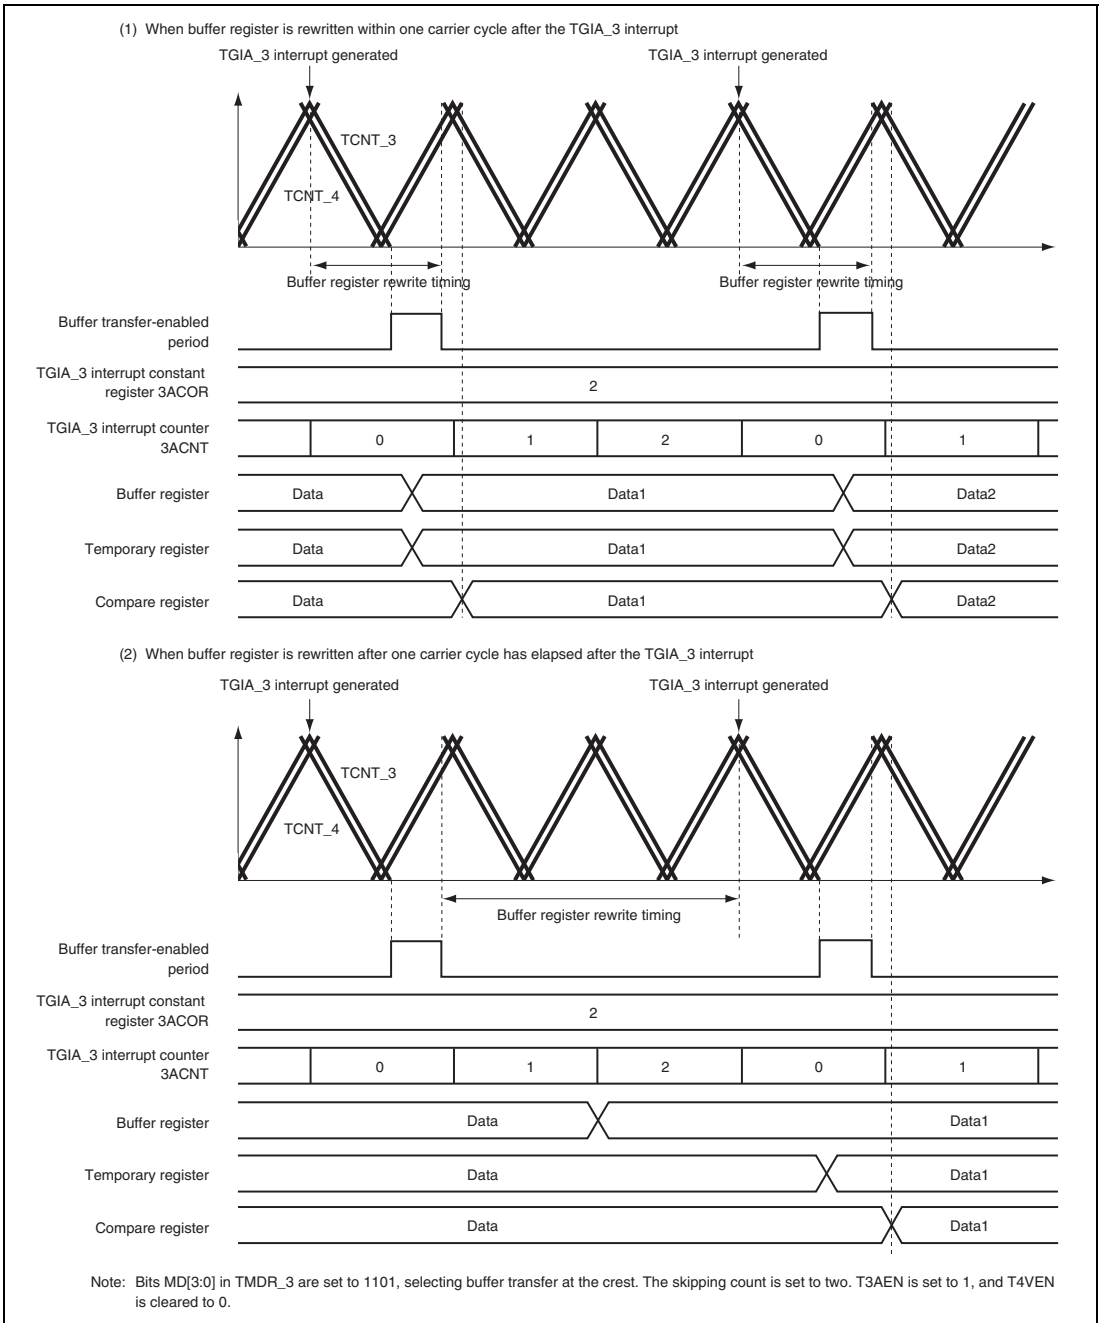 (1) When buffer register is rewritten within one carrier cycle after the TGIA_3 interrupt
TGIA_3 interrupt generated
TGIA_3 interrupt generated
TCNT_3
TCNT_4
Buffer register rewrite timing
Buffer register rewrite timing
Buffer transfer-enabled
period
TGIA_3 interrupt constant
register 3ACOR
2
TGIA_3 interrupt counter
3ACNT
0 1 2 0 1
Buffer register
Data Data1 Data2
Temporary register
Data Data1 Data2
Compare register
Data Data1 Data2
(2) When buffer register is rewritten after one carrier cycle has elapsed after the TGIA_3 interrupt
TGIA_3 interrupt generated
TGIA_3 interrupt generated
TCNT_3
TCNT_4
Buffer register rewrite timing
Buffer transfer-enabled
period
TGIA_3 interrupt constant
register 3ACOR
2
TGIA_3 interrupt counter
3ACNT
0 1 2 0 1
Buffer register
Data Data1
Temporary register
Data Data1
Compare register
Data Data1
Note: Bits MD[3:0] in TMDR_3 are set to 1101, selecting buffer transfer at the crest. The skipping count is set to two. T3AEN is set to 1, and T4VEN
is cleared to 0.